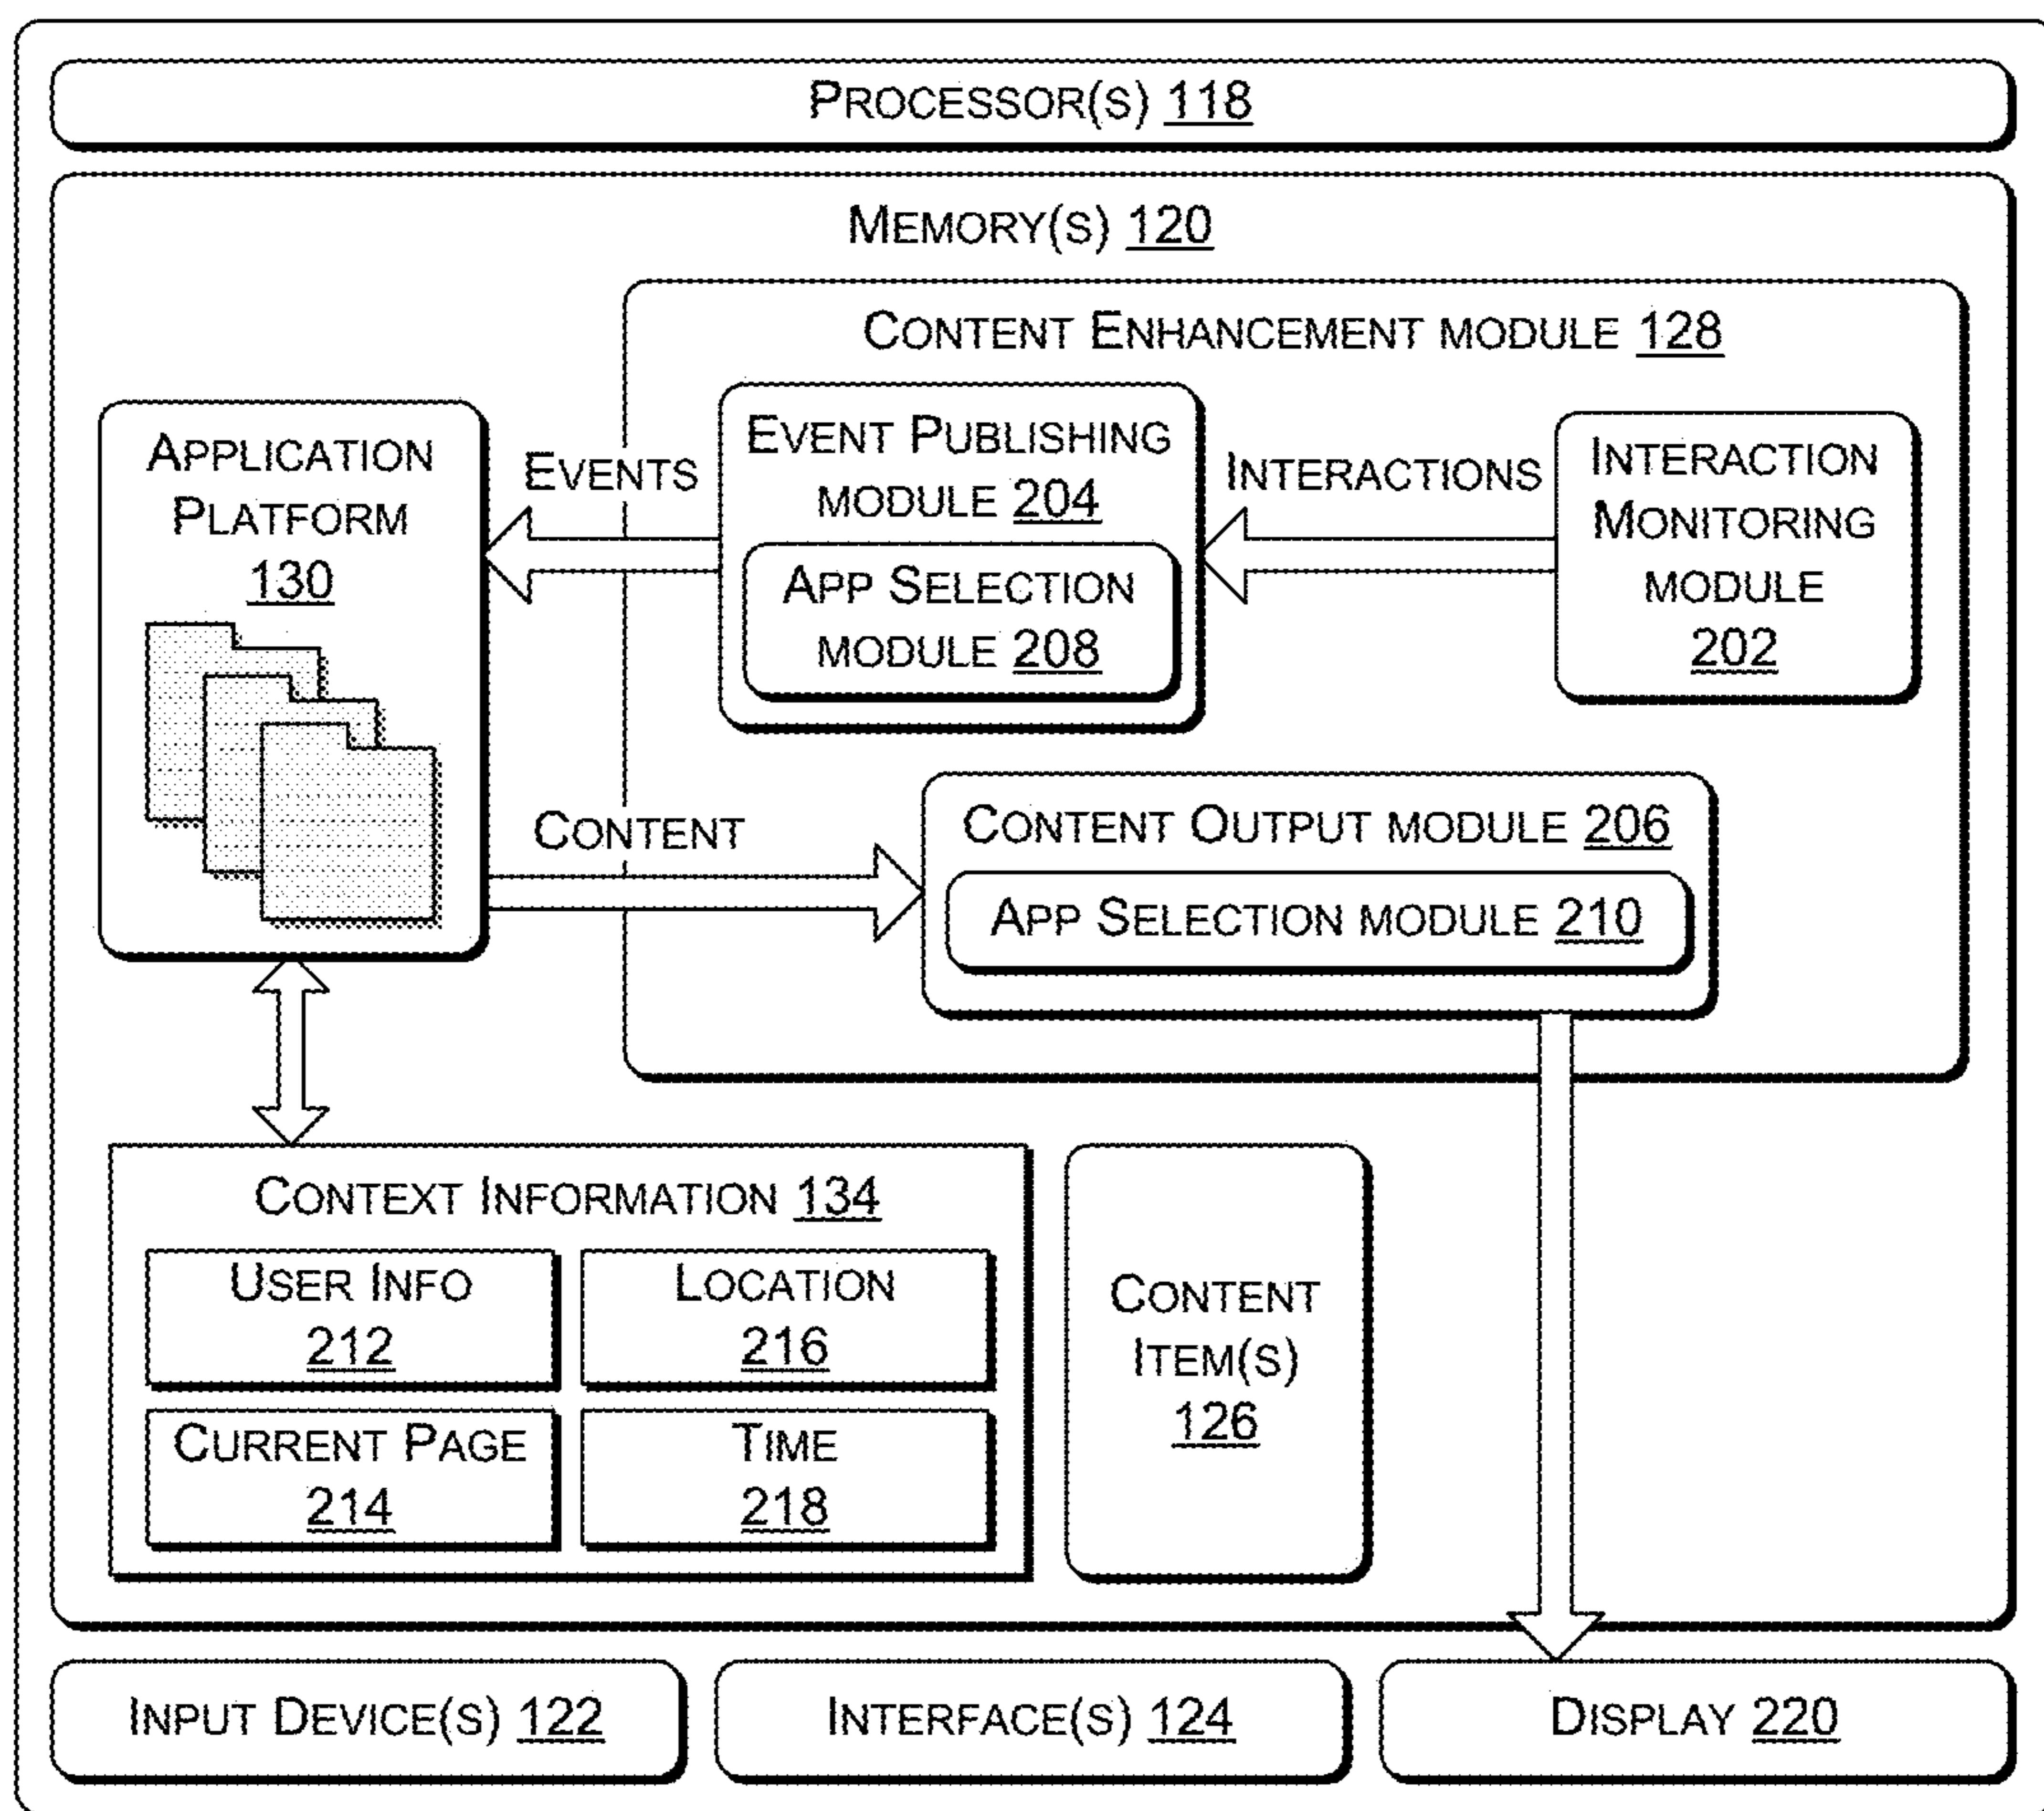 PROCESSOR(S) 118
MEMORY(S) 120
CONTENT ENHANCEMENT MODULE 128
APPLICATION
PLATFORM
130
EVENTS
EVENT PUBLISHING
MODULE 204
APP SELECTION
MODULE 208
INTERACTIONS
INTERACTION
MONITORING
MODULE
202
CONTENT
CONTENT OUTPUT MODULE 206
APP SELECTION MODULE 210
CONTEXT INFORMATION 134
USER INFO
212
LOCATION
216
CURRENT PAGE
214
TIME
218
CONTENT
ITEM(S)
126
INPUT DEVICE(S) 122
INTERFACE(S) 124
DISPLAY 220